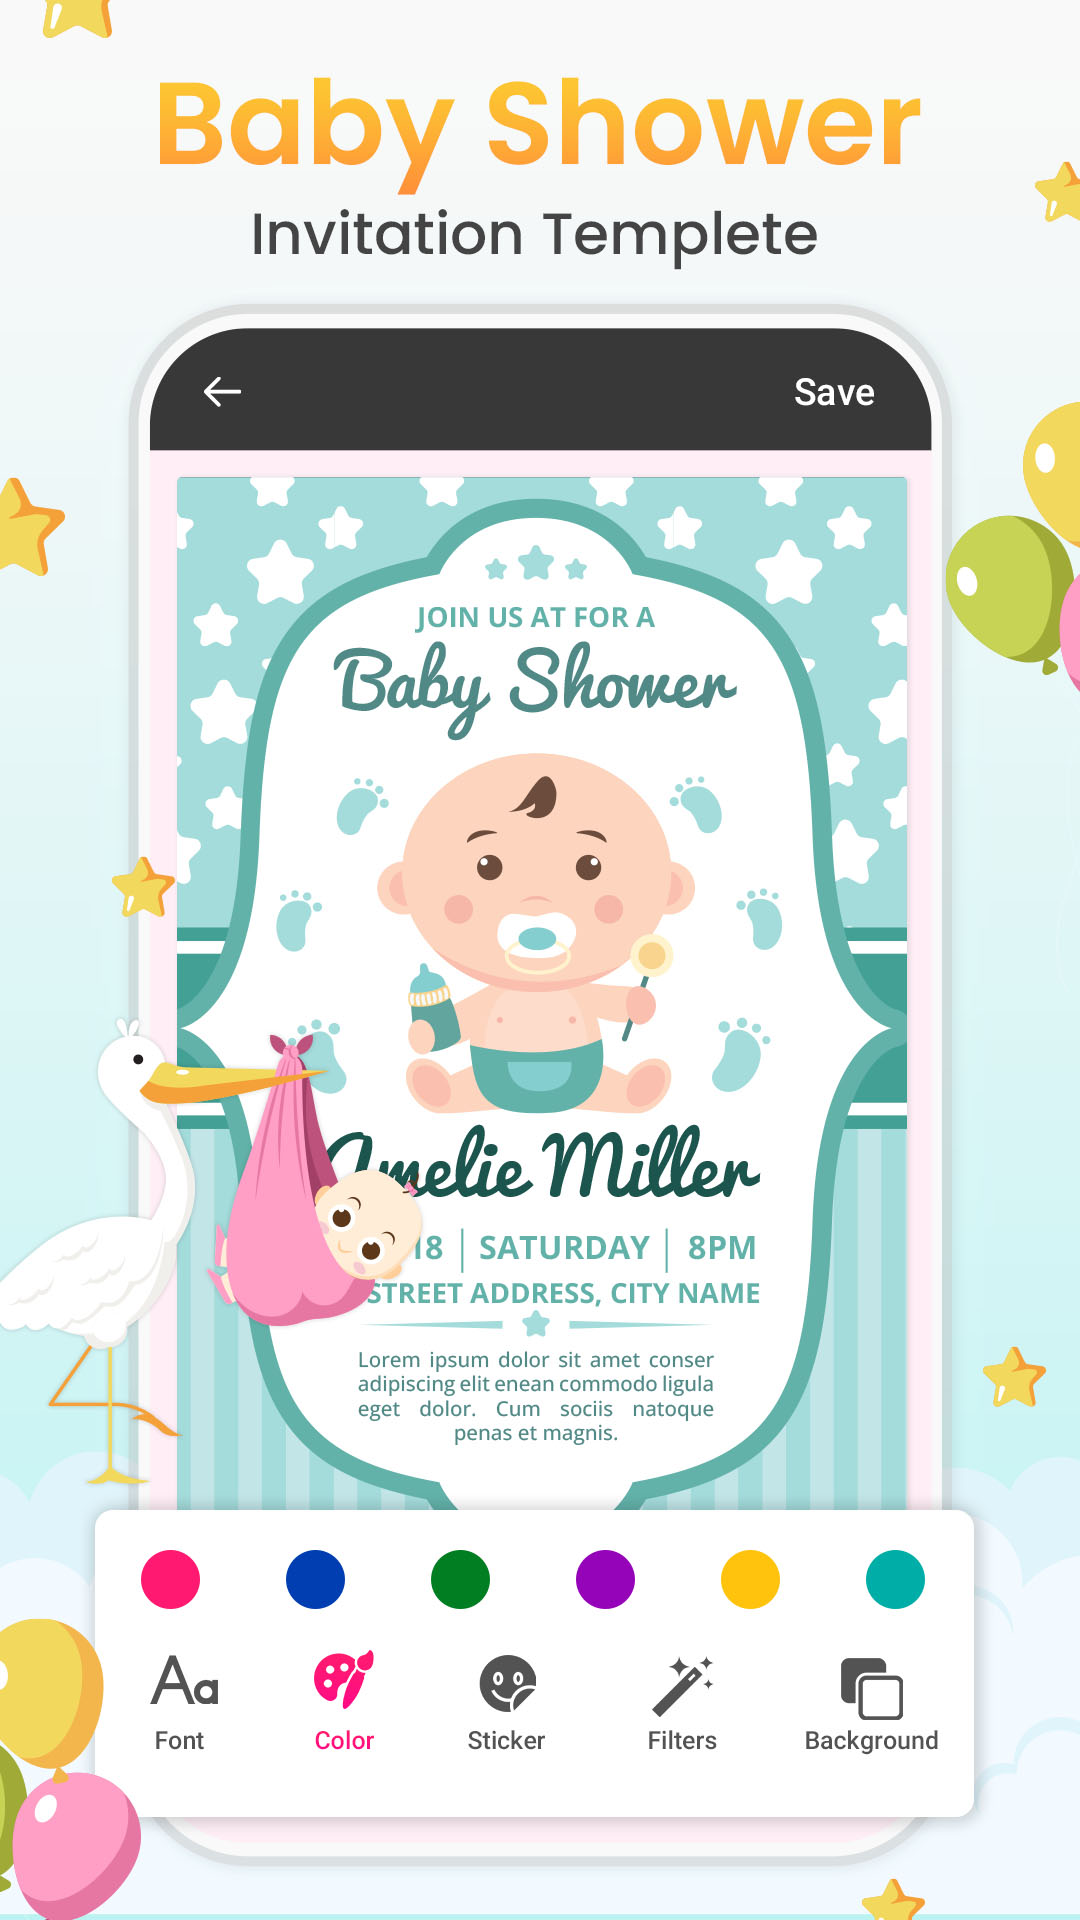 Baby Shower
Invitation Templete
Save
JOIN US AT FOR A
Baby Shower
Amelie Miller
18 | SATURDAY | 8PM
STREET ADDRESS, CITY NAME
Lorem ipsum dolor sit amet conser
adipiscing elit enean commodo ligula
eget dolor. Cum sociis natoque
penas et magnis.
Font Color Sticker Filters Background